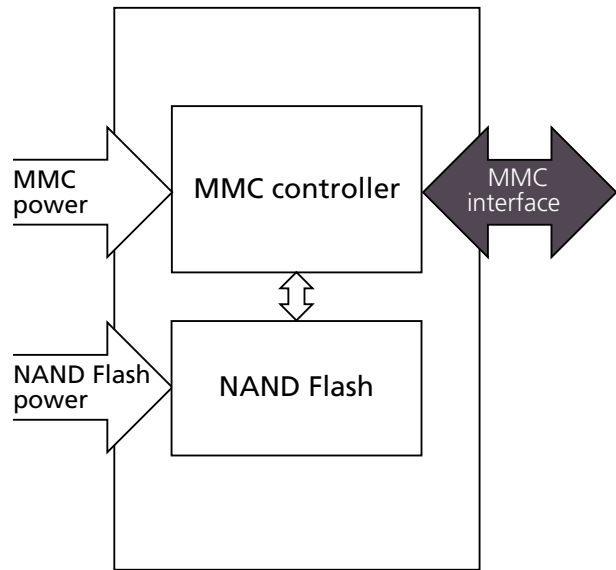 MMC
power
MMC controller
MMC
interface
NAND Flash
power
NAND Flash